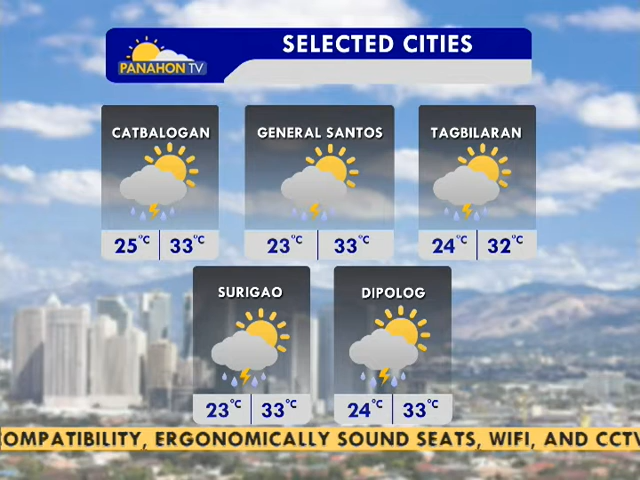 PANAHON TV
SELECTED CITIES
CATBALOGAN
25°C 33°C
GENERAL SANTOS
23°C 33°C
TAGBILARAN
24°C 32°C
SURIGAO
23°C 33°C
DIPOLOG
24°C 33°C
OMPATIBILITY, ERGONOMICALLY SOUND SEATS, WIFI, AND CCTV